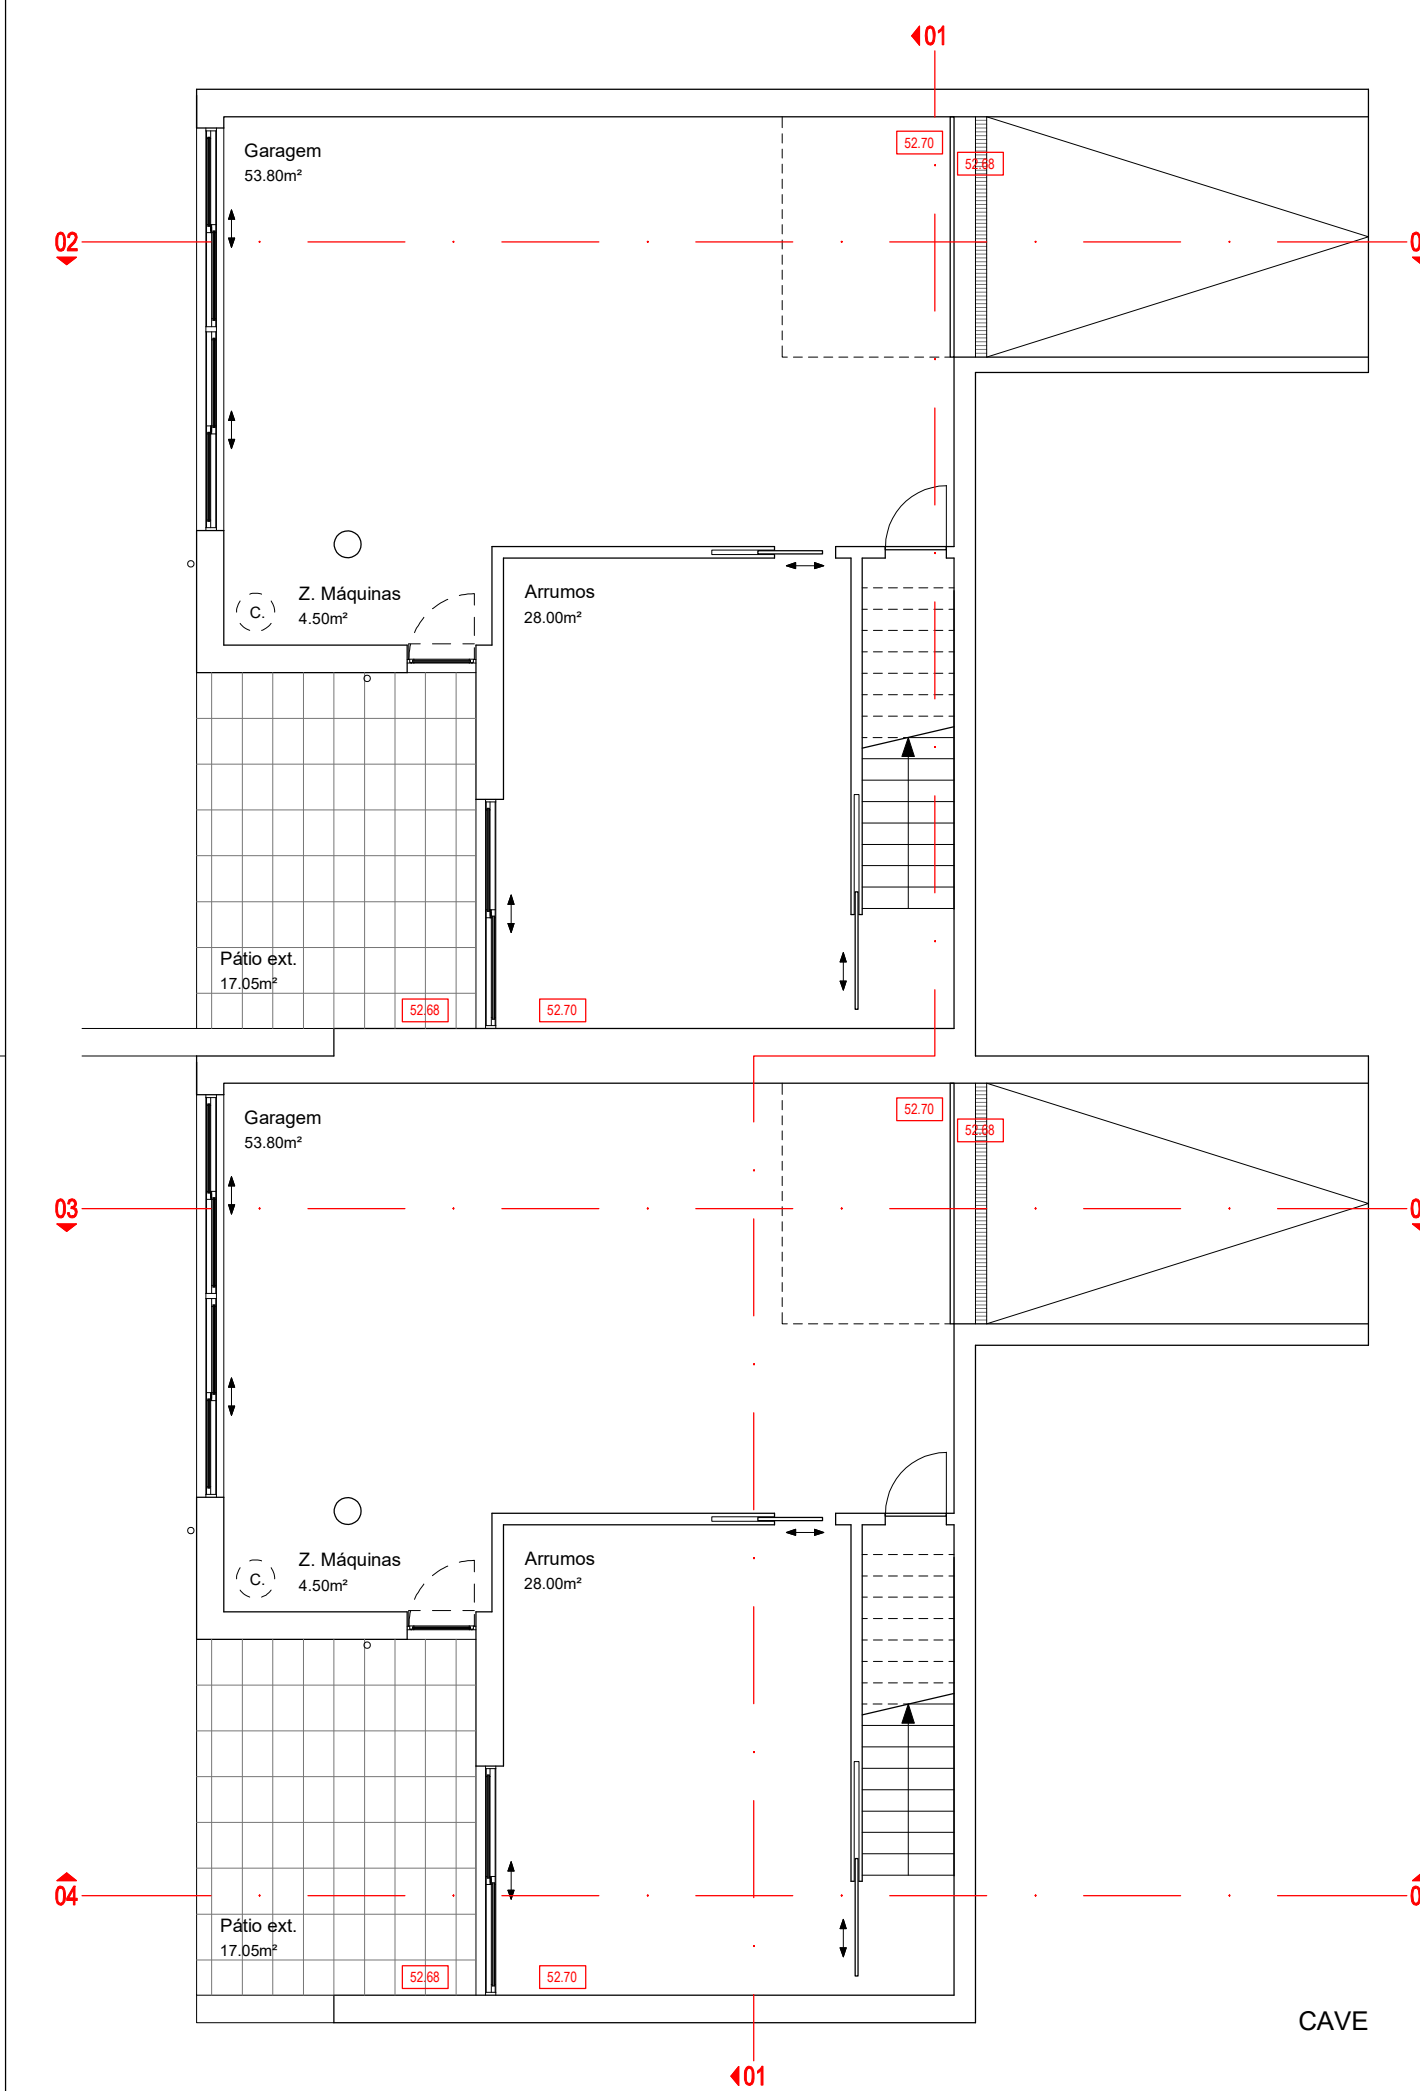 01
Garagem
53.80m²
52.70
52.68
02
Z. Máquinas
4.50m²
C.
Arrumos
28.00m²
Pátio ext.
17.05m²
52.68
52.70
Garagem
53.80m²
52.70
52.68
03
Z. Máquinas
4.50m²
C.
Arrumos
28.00m²
04
Pátio ext.
17.05m²
52.68
52.70
CAVE
01